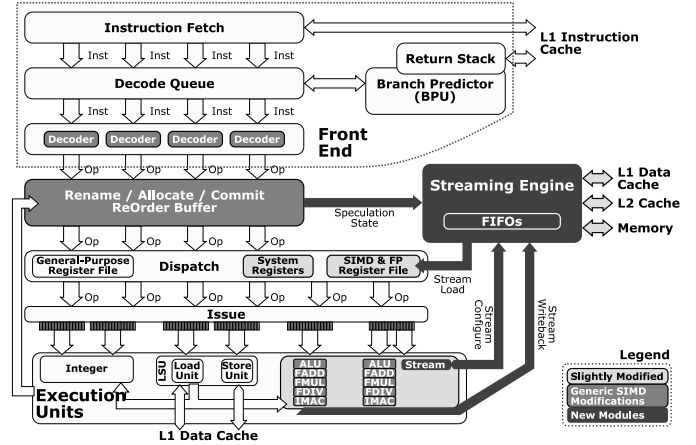 Instruction Fetch
L1 Instruction
Cache
Inst Inst Inst Inst
Return Stack
Decode Queue
Branch Predictor
(BPU)
Inst Inst Inst Inst
Decoder Decoder Decoder Decoder
Front
End
Op Op Op Op
Rename / Allocate / Commit
ReOrder Buffer
Speculation
State
Streaming Engine
FIFOs
L1 Data
Cache
L2 Cache
Memory
Op Op Op Op
General-Purpose
Register File
Dispatch
System
Registers
SIMD & FP
Register File
Stream
Load
Stream
Configure
Stream
Writeback
Op Op Op Op Op
Issue
Integer
LSU
Load
Unit
Store
Unit
ALU
FADD
FMUL
FDIV
IMAC
ALU
FADD
FMUL
FDIV
IMAC
Stream
Execution
Units
L1 Data Cache
Legend
Slightly Modified
Generic SIMD
Modifications
New Modules